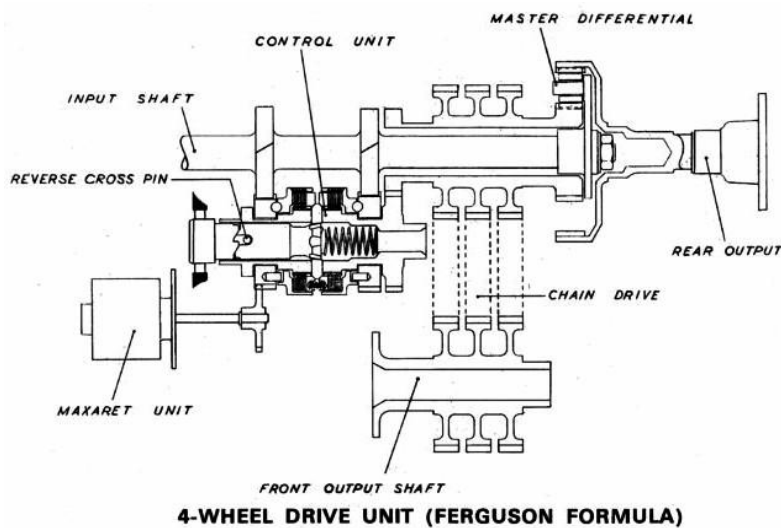 MASTER DIFFERENTIAL
CONTROL UNIT
INPUT SHAFT
REVERSE CROSS PIN
REAR OUTPUT
CHAIN DRIVE
MAXARET UNIT
FRONT OUTPUT SHAFT
4-WHEEL DRIVE UNIT (FERGUSON FORMULA)